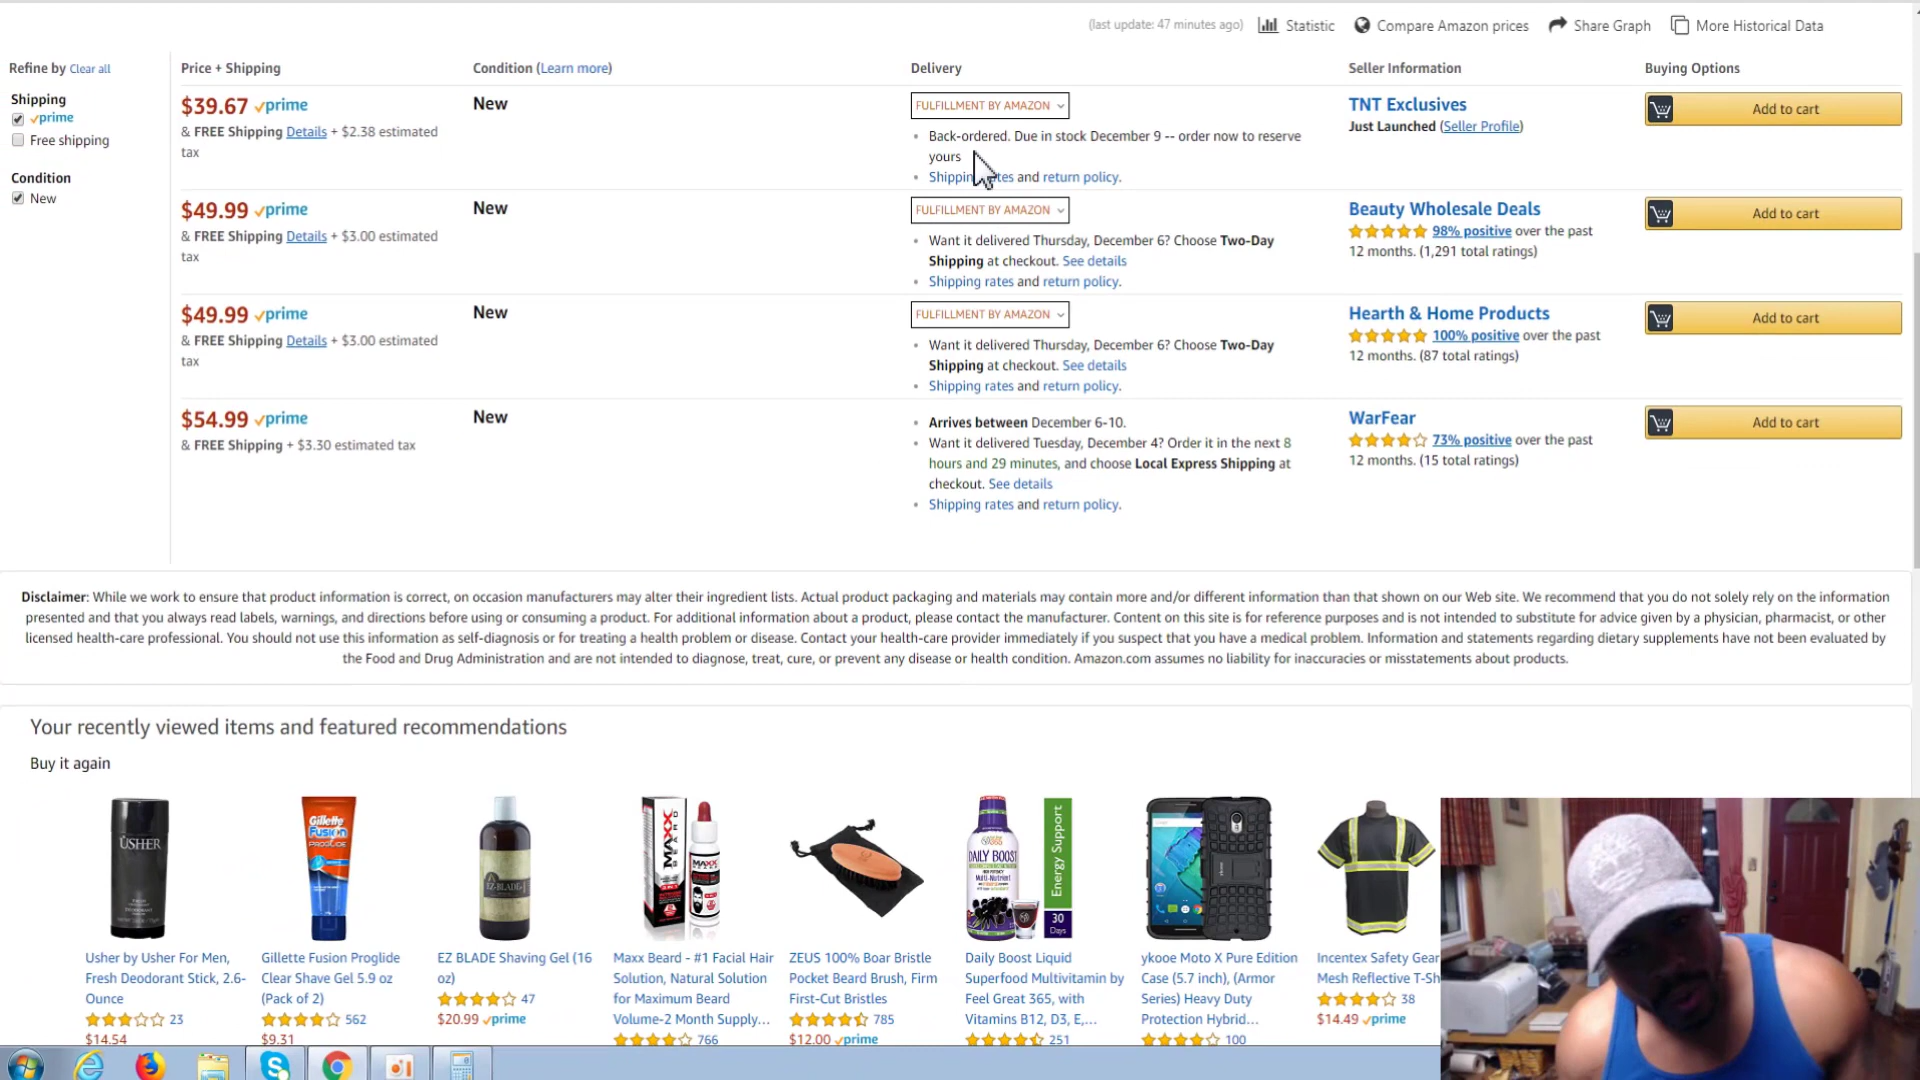 (last update: 47 minutes ago) Statistic Compare Amazon prices Share Graph More Historical Data
Refine by Clear all
Shipping
prime
Free shipping
Condition
New
Price + Shipping Condition (Learn more) Delivery Seller Information Buying Options
$39.67 prime
& FREE Shipping Details + $2.38 estimated
tax
New
FULFILLMENT BY AMAZON
Back-ordered. Due in stock December 9 -- order now to reserve
yours
and return policy.
TNT Exclusives
Just Launched (Seller Profile)
Add to cart
$49.99 prime
& FREE Shipping Details + $3.00 estimated
tax
New
FULFILLMENT BY AMAZON
Want it delivered Thursday, December 6? Choose Two-Day
Shipping at checkout. See details
Shipping rates and return policy.
Beauty Wholesale Deals
98% positive over the past
12 months. (1,291 total ratings)
Add to cart
$49.99 prime
& FREE Shipping Details + $3.00 estimated
tax
New
FULFILLMENT BY AMAZON
Want it delivered Thursday, December 6? Choose Two-Day
Shipping at checkout. See details
Shipping rates and return policy.
Hearth & Home Products
100% positive over the past
12 months. (87 total ratings)
Add to cart
$54.99 prime
& FREE Shipping + $3.30 estimated tax
New
Arrives between December 6-10.
Want it delivered Tuesday, December 4? Order it in the next 8
hours and 29 minutes, and choose Local Express Shipping at
checkout. See details
Shipping rates and return policy.
WarFear
73% positive over the past
12 months. (15 total ratings)
Add to cart
Disclaimer: While we work to ensure that product information is correct, on occasion manufacturers may alter their ingredient lists. Actual product packaging and materials may contain more and/or different information than that shown on our Web site. We recommend that you do not solely rely on the information
presented and that you always read labels, warnings, and directions before using or consuming a product. For additional information about a product, please contact the manufacturer. Content on this site is for reference purposes and is not intended to substitute for advice given by a physician, pharmacist, or other
licensed health-care professional. You should not use this information as self-diagnosis or for treating a health problem or disease. Contact your health-care provider immediately if you suspect that you have a medical problem. Information and statements regarding dietary supplements have not been evaluated by
the Food and Drug Administration and are not intended to diagnose, treat, cure, or prevent any disease or health condition. Amazon.com assumes no liability for inaccuracies or misstatements about products.
Your recently viewed items and featured recommendations
Buy it again
USHER
Gillette
Fusion
PROGLIDE
EZ-BLADE
MAXX
BEARD
MAXX
DAILY BOOST
Energy Support
30
Days
Usher by Usher For Men,
Fresh Deodorant Stick, 2.6-
Ounce
23
$14.54
Gillette Fusion Proglide
Clear Shave Gel 5.9 oz
(Pack of 2)
562
$9.31
EZ BLADE Shaving Gel (16
oz)
47
$20.99 prime
Maxx Beard - #1 Facial Hair
Solution, Natural Solution
for Maximum Beard
Volume-2 Month Supply...
766
ZEUS 100% Boar Bristle
Pocket Beard Brush, Firm
First-Cut Bristles
785
$12.00 prime
Daily Boost Liquid
Superfood Multivitamin by
Feel Great 365, with
Vitamins B12, D3, E,...
251
ykooe Moto X Pure Edition
Case (5.7 inch), (Armor
Series) Heavy Duty
Protection Hybrid...
100
Incentex Safety Gear
Mesh Reflective T-Sh
38
$14.49 prime